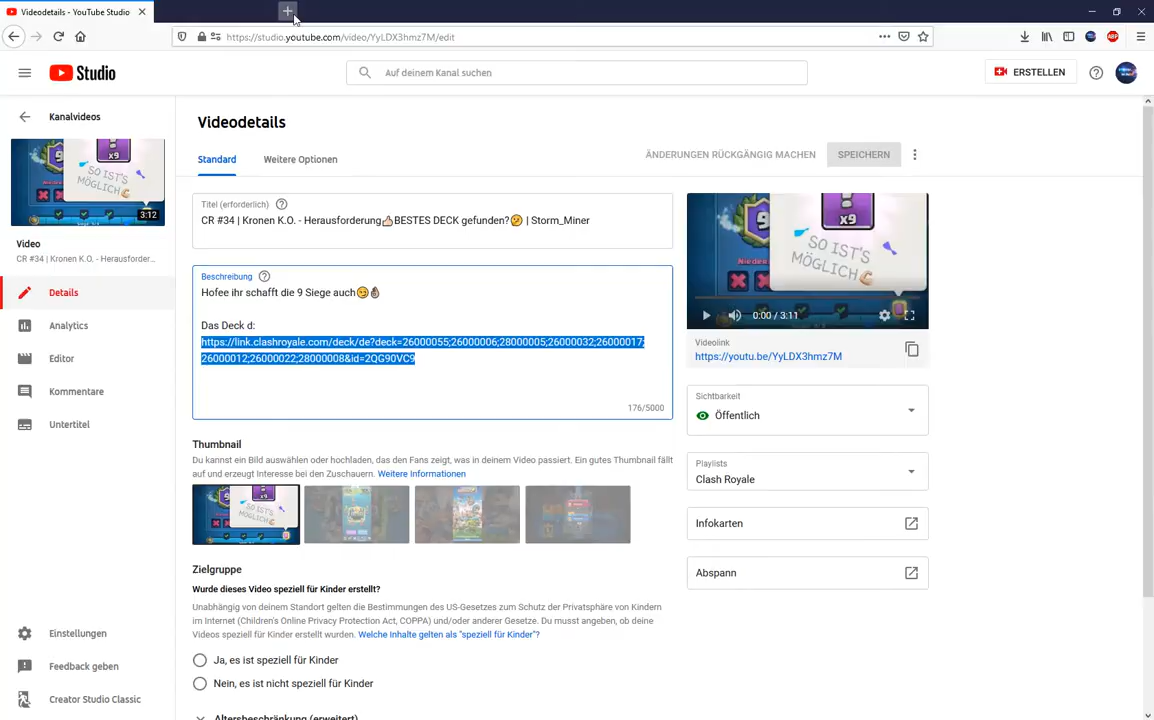 Videodetails - YouTube Studio
https://studio.youtube.com/video/YyLDX3hmz7M/edit
ABP
Studio
Auf deinem Kanal suchen
ERSTELLEN
Kanalvideos
x9
SO IST'S
MÖGLICH
3:12
Video
CR #34 | Kronen K.O. - Herausforder...
Details
Analytics
Editor
Kommentare
Untertitel
Einstellungen
Feedback geben
Creator Studio Classic
Videodetails
Standard
Weitere Optionen
ÄNDERUNGEN RÜCKGÄNGIG MACHEN
SPEICHERN
Titel (erforderlich)
CR #34 | Kronen K.O. - Herausforderung👍BESTES DECK gefunden?🤔 | Storm_Miner
Beschreibung
Hofee ihr schafft die 9 Siege auch😉👌
Das Deck d:
https://link.clashroyale.com/deck/de?deck=26000055;26000006;28000005;26000032;26000017;
26000012;26000022;28000008&id=2QG90VC9
176/5000
Thumbnail
Du kannst ein Bild auswählen oder hochladen, das den Fans zeigt, was in deinem Video passiert. Ein gutes Thumbnail fällt
auf und erzeugt Interesse bei den Zuschauern. Weitere Informationen
Zielgruppe
Wurde dieses Video speziell für Kinder erstellt?
Unabhängig von deinem Standort gelten die Bestimmungen des US-Gesetzes zum Schutz der Privatsphäre von Kindern
im Internet (Children's Online Privacy Protection Act, COPPA) und/oder anderer Gesetze. Du musst angeben, ob deine
Videos speziell für Kinder erstellt wurden. Welche Inhalte gelten als "speziell für Kinder"?
Ja, es ist speziell für Kinder
Nein, es ist nicht speziell für Kinder
Altersbeschränkung (erweitert)
x9
SO IST'S
MÖGLICH
0:00 / 3:11
Videolink
https://youtu.be/YyLDX3hmz7M
Sichtbarkeit
Öffentlich
Playlists
Clash Royale
Infokarten
Abspann